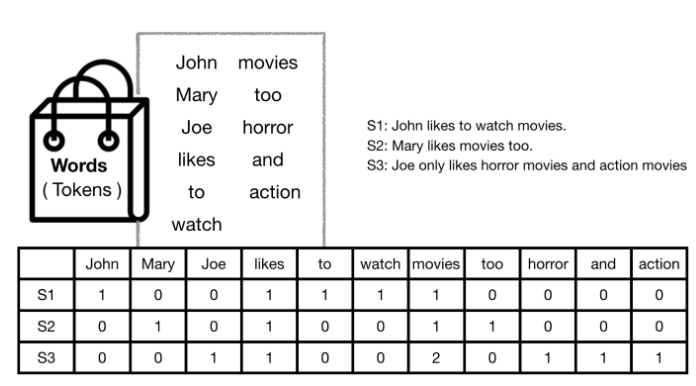 John movies
Mary too
Joe horror
likes and
to action
watch
Words
( Tokens )
S1: John likes to watch movies.
S2: Mary likes movies too.
S3: Joe only likes horror movies and action movies
John Mary Joe likes to watch movies too horror and action
S1 1 0 0 1 1 1 1 0 0 0 0
S2 0 1 0 1 0 0 1 1 0 0 0
S3 0 0 1 1 0 0 2 0 1 1 1